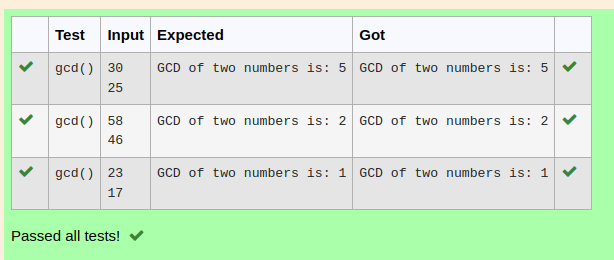 Test Input Expected Got
gcd() 30 GCD of two numbers is: 5 GCD of two numbers is: 5
25
gcd() 58 GCD of two numbers is: 2 GCD of two numbers is: 2
46
gcd() 23 GCD of two numbers is: 1 GCD of two numbers is: 1
17
Passed all tests!